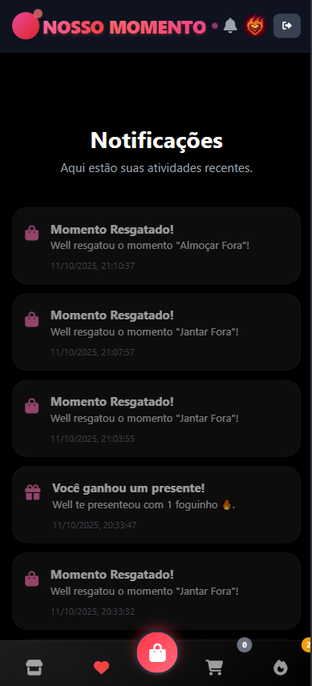 NOSSO MOMENTO
Notificações
Aqui estão suas atividades recentes.
Momento Resgatado!
Well resgatou o momento "Almoçar Fora"!
11/10/2025, 21:10:37
Momento Resgatado!
Well resgatou o momento "Jantar Fora"!
11/10/2025, 21:07:57
Momento Resgatado!
Well resgatou o momento "Jantar Fora"!
11/10/2025, 21:03:55
Você ganhou um presente!
Well te presenteou com 1 foguinho 🔥.
11/10/2025, 20:33:47
Momento Resgatado!
Well resgatou o momento "Jantar Fora"!
11/10/2025, 20:33:32
0